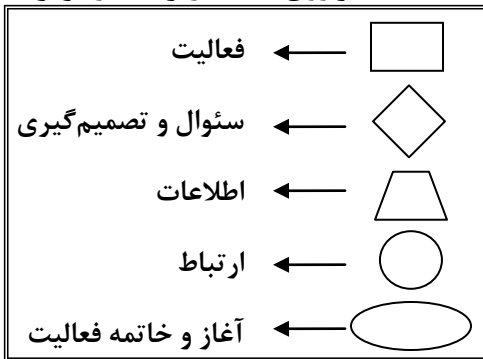 فعالیت
سئوال و تصمیم‌گیری
اطلاعات
ارتباط
آغاز و خاتمه فعالیت